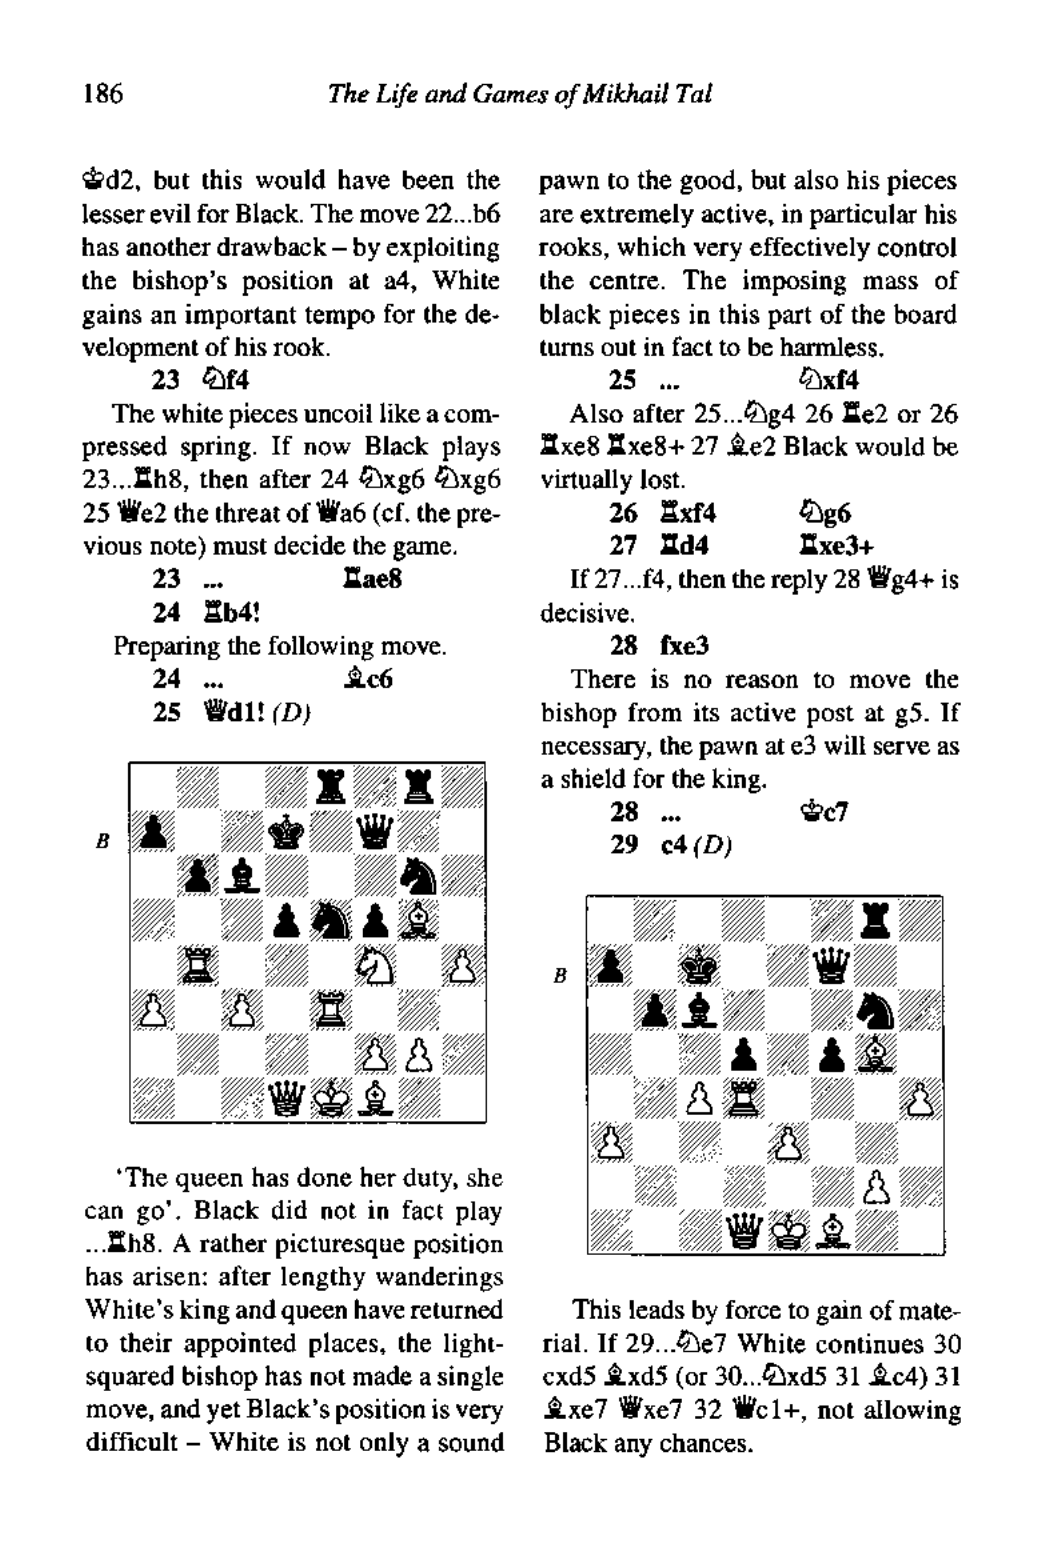 186
The Life and Games of Mikhail Tal
♔d2, but this would have been the
lesser evil for Black. The move 22...b6
has another drawback – by exploiting
the bishop's position at a4, White
gains an important tempo for the de-
velopment of his rook.
23 ♘f4
The white pieces uncoil like a com-
pressed spring. If now Black plays
23...♖h8, then after 24 ♘xg6 ♘xg6
25 ♕e2 the threat of ♕a6 (cf. the pre-
vious note) must decide the game.
23 ... ♖ae8
24 ♖b4!
Preparing the following move.
24 ... ♗c6
25 ♕d1! (D)
B
'The queen has done her duty, she
can go'. Black did not in fact play
...♖h8. A rather picturesque position
has arisen: after lengthy wanderings
White's king and queen have returned
to their appointed places, the light-
squared bishop has not made a single
move, and yet Black's position is very
difficult – White is not only a sound
pawn to the good, but also his pieces
are extremely active, in particular his
rooks, which very effectively control
the centre. The imposing mass of
black pieces in this part of the board
turns out in fact to be harmless.
25 ... ♘xf4
Also after 25...♘g4 26 ♖e2 or 26
♖xe8 ♖xe8+ 27 ♗e2 Black would be
virtually lost.
26 ♖xf4 ♘g6
27 ♖d4 ♖xe3+
If 27...f4, then the reply 28 ♕g4+ is
decisive.
28 fxe3
There is no reason to move the
bishop from its active post at g5. If
necessary, the pawn at e3 will serve as
a shield for the king.
28 ... ♔c7
29 c4 (D)
B
This leads by force to gain of mate-
rial. If 29...♘e7 White continues 30
cxd5 ♗xd5 (or 30...♘xd5 31 ♗c4) 31
♗xe7 ♕xe7 32 ♕c1+, not allowing
Black any chances.